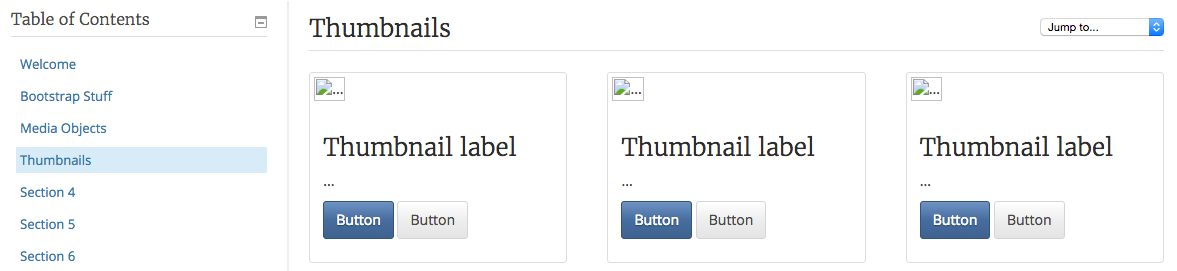 Table of Contents
Welcome
Bootstrap Stuff
Media Objects
Thumbnails
Section 4
Section 5
Section 6
Thumbnails
Jump to...
...
Thumbnail label
...
Button Button
...
Thumbnail label
...
Button Button
...
Thumbnail label
...
Button Button